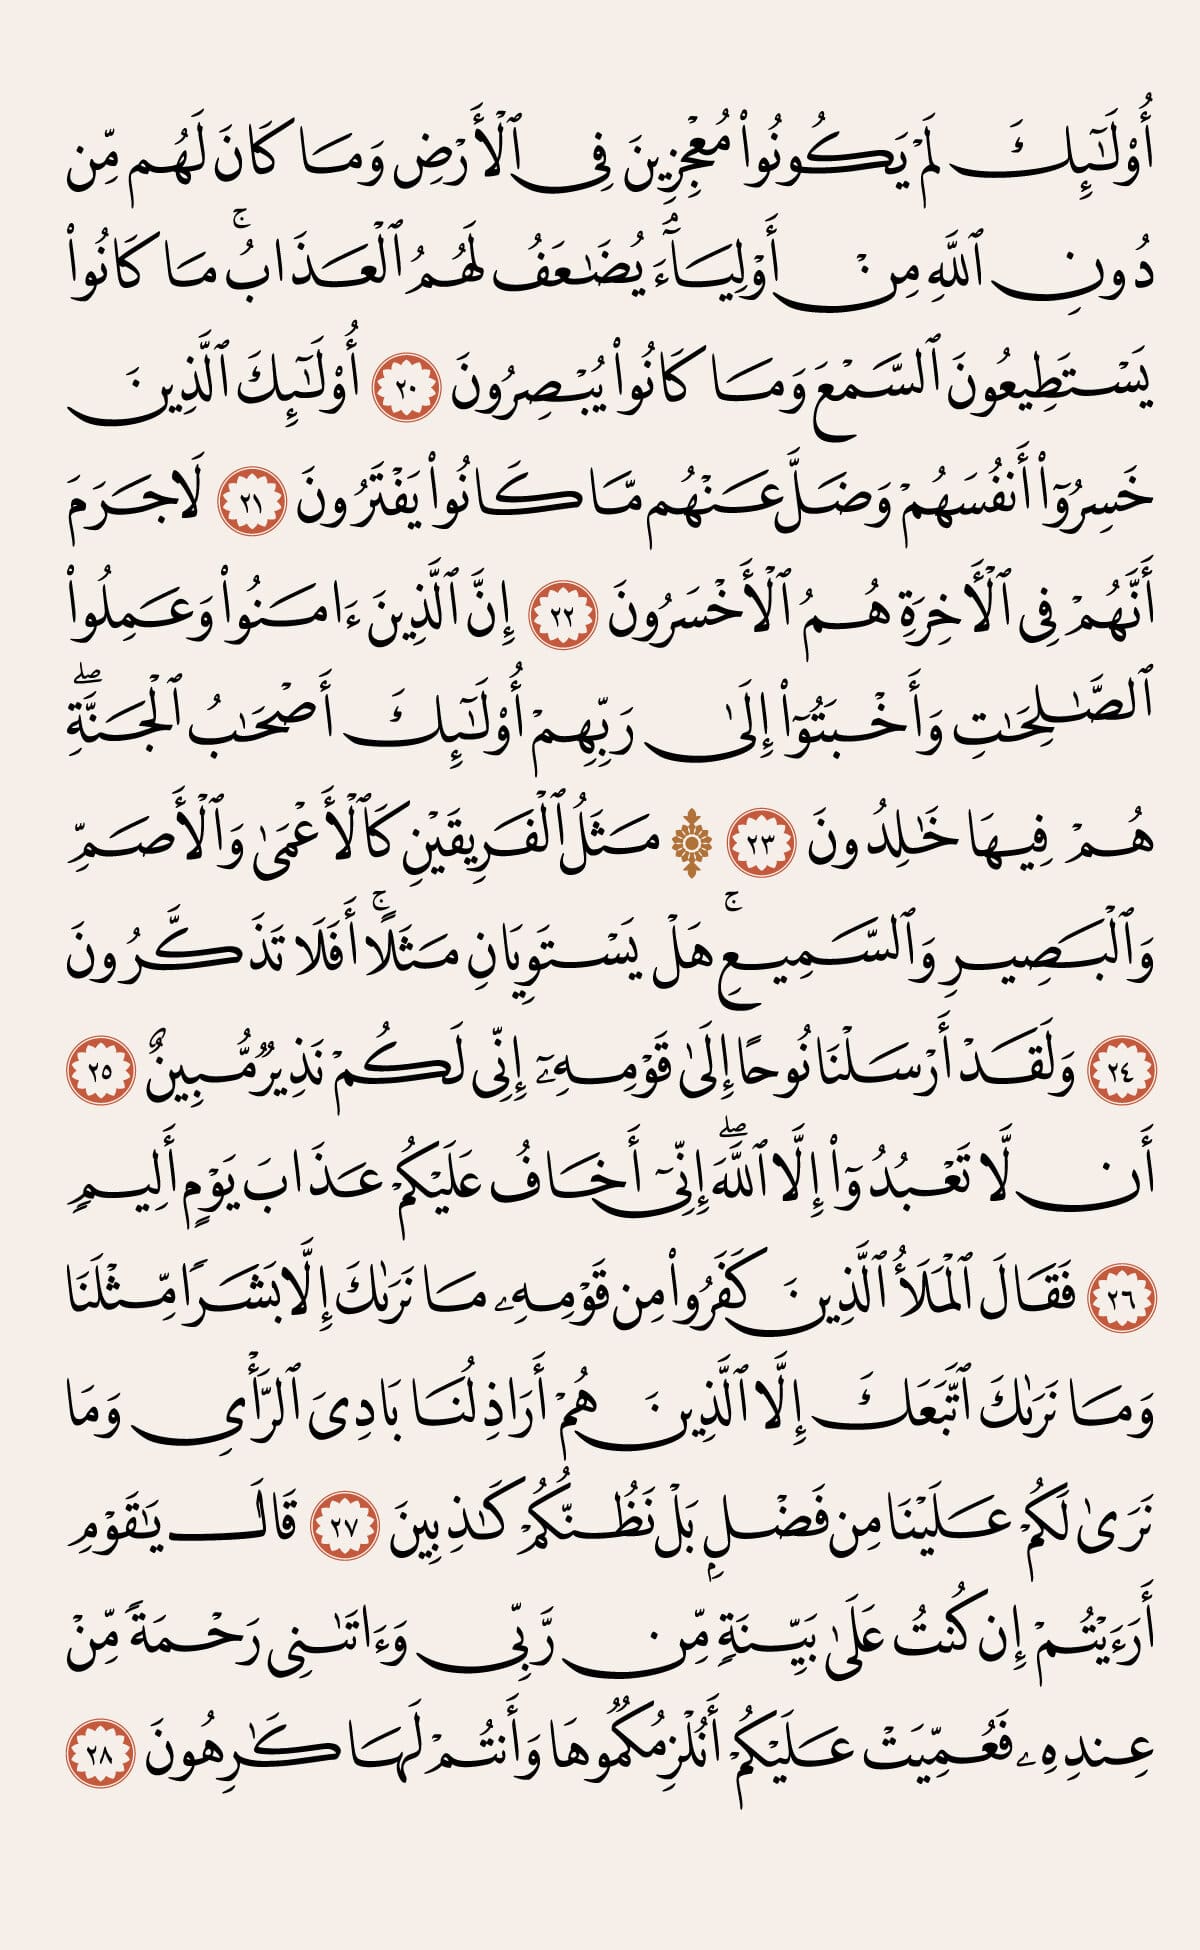 أُوْلَٰٓئِكَ لَمْ يَكُونُواْ مُعْجِزِينَ فِى ٱلْأَرْضِ وَمَا كَانَ لَهُم مِّن
دُونِ ٱللَّهِ مِنْ أَوْلِيَآءَۘ يُضَٰعَفُ لَهُمُ ٱلْعَذَابُۚ مَا كَانُواْ
يَسْتَطِيعُونَ ٱلسَّمْعَ وَمَا كَانُواْ يُبْصِرُونَ ٢٠ أُوْلَٰٓئِكَ ٱلَّذِينَ
خَسِرُوٓاْ أَنفُسَهُمْ وَضَلَّ عَنْهُم مَّا كَانُواْ يَفْتَرُونَ ٢١ لَا جَرَمَ
أَنَّهُمْ فِى ٱلْأَخِرَةِ هُمُ ٱلْأَخْسَرُونَ ٢٢ إِنَّ ٱلَّذِينَ ءَامَنُواْ وَعَمِلُواْ
ٱلصَّٰلِحَٰتِ وَأَخْبَتُوٓاْ إِلَىٰ رَبِّهِمْ أُوْلَٰٓئِكَ أَصْحَٰبُ ٱلْجَنَّةِۖ
هُمْ فِيهَا خَٰلِدُونَ ٢٣ ۞ مَثَلُ ٱلْفَرِيقَيْنِ كَٱلْأَعْمَىٰ وَٱلْأَصَمِّ
وَٱلْبَصِيرِ وَٱلسَّمِيعِۚ هَلْ يَسْتَوِيَانِ مَثَلًاۚ أَفَلَا تَذَكَّرُونَ
٢٤ وَلَقَدْ أَرْسَلْنَا نُوحًا إِلَىٰ قَوْمِهِۦٓ إِنِّى لَكُمْ نَذِيرٌ مُّبِينٌ ٢٥
أَن لَّا تَعْبُدُوٓاْ إِلَّا ٱللَّهَۖ إِنِّىٓ أَخَافُ عَلَيْكُمْ عَذَابَ يَوْمٍ أَلِيمٍ
٢٦ فَقَالَ ٱلْمَلَأُ ٱلَّذِينَ كَفَرُواْ مِن قَوْمِهِۦ مَا نَرَىٰكَ إِلَّا بَشَرًا مِّثْلَنَا
وَمَا نَرَىٰكَ ٱتَّبَعَكَ إِلَّا ٱلَّذِينَ هُمْ أَرَاذِلُنَا بَادِىَ ٱلرَّأْىِ وَمَا
نَرَىٰ لَكُمْ عَلَيْنَا مِن فَضْلٍۭ بَلْ نَظُنُّكُمْ كَٰذِبِينَ ٢٧ قَالَ يَٰقَوْمِ
أَرَءَيْتُمْ إِن كُنتُ عَلَىٰ بَيِّنَةٍ مِّن رَّبِّى وَءَاتَىٰنِى رَحْمَةً مِّنْ
عِندِهِۦ فَعُمِّيَتْ عَلَيْكُمْ أَنُلْزِمُكُمُوهَا وَأَنتُمْ لَهَا كَٰرِهُونَ ٢٨